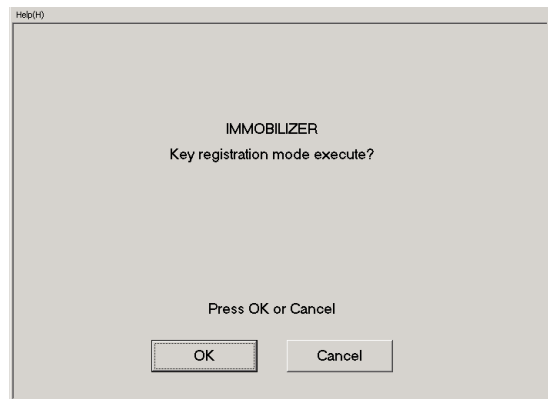 Help(H)
IMMOBILIZER
Key registration mode execute?
Press OK or Cancel
OK
Cancel